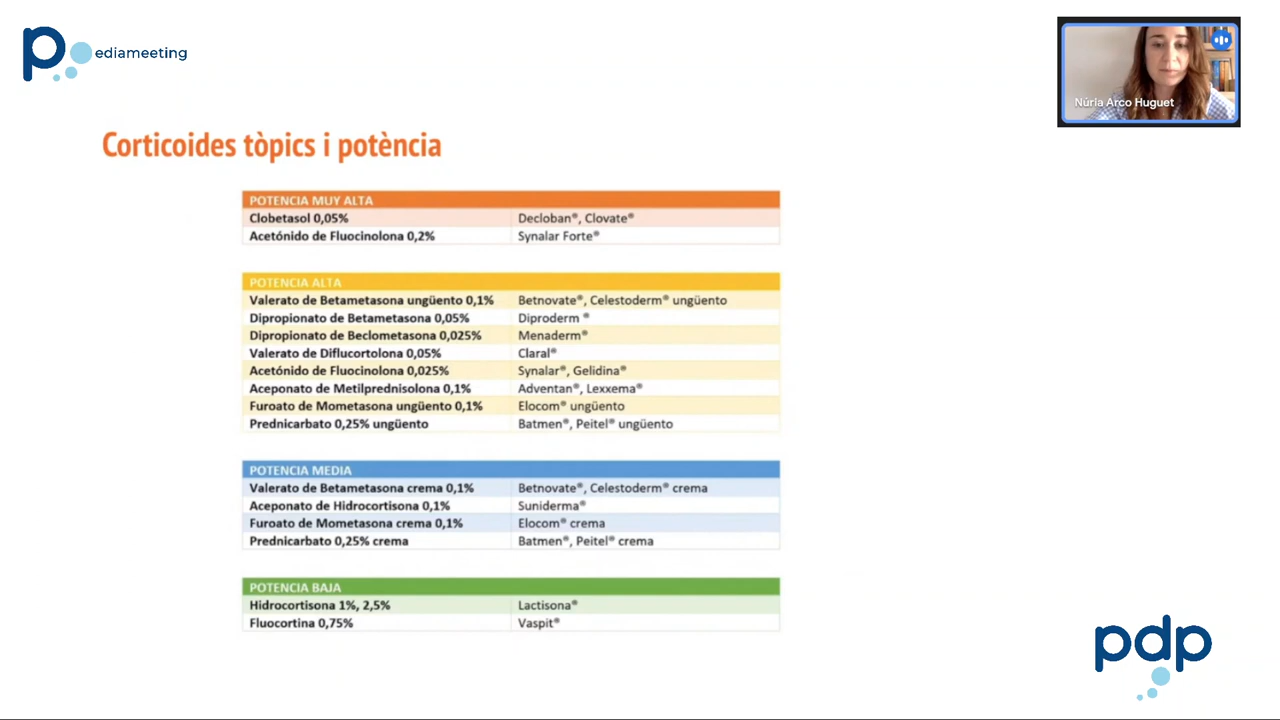 p
ediameeting
Núria Arco Huguet
Corticoides tòpics i potència
POTENCIA MUY ALTA
Clobetasol 0,05% Decloban®, Clovate®
Acetónido de Fluocinolona 0,2% Synalar Forte®
POTENCIA ALTA
Valerato de Betametasona ungüento 0,1% Betnovate®, Celestoderm® ungüento
Dipropionato de Betametasona 0,05% Diproderm ®
Dipropionato de Beclometasona 0,025% Menaderm®
Valerato de Diflucortolona 0,05% Claral®
Acetónido de Fluocinolona 0,025% Synalar®, Gelidina®
Aceponato de Metilprednisolona 0,1% Adventan®, Lexxema®
Furoato de Mometasona ungüento 0,1% Elocom® ungüento
Prednicarbato 0,25% ungüento Batmen®, Peitel® ungüento
POTENCIA MEDIA
Valerato de Betametasona crema 0,1% Betnovate®, Celestoderm® crema
Aceponato de Hidrocortisona 0,1% Suniderma®
Furoato de Mometasona crema 0,1% Elocom® crema
Prednicarbato 0,25% crema Batmen®, Peitel® crema
POTENCIA BAJA
Hidrocortisona 1%, 2,5% Lactisona®
Fluocortina 0,75% Vaspit®
pdp